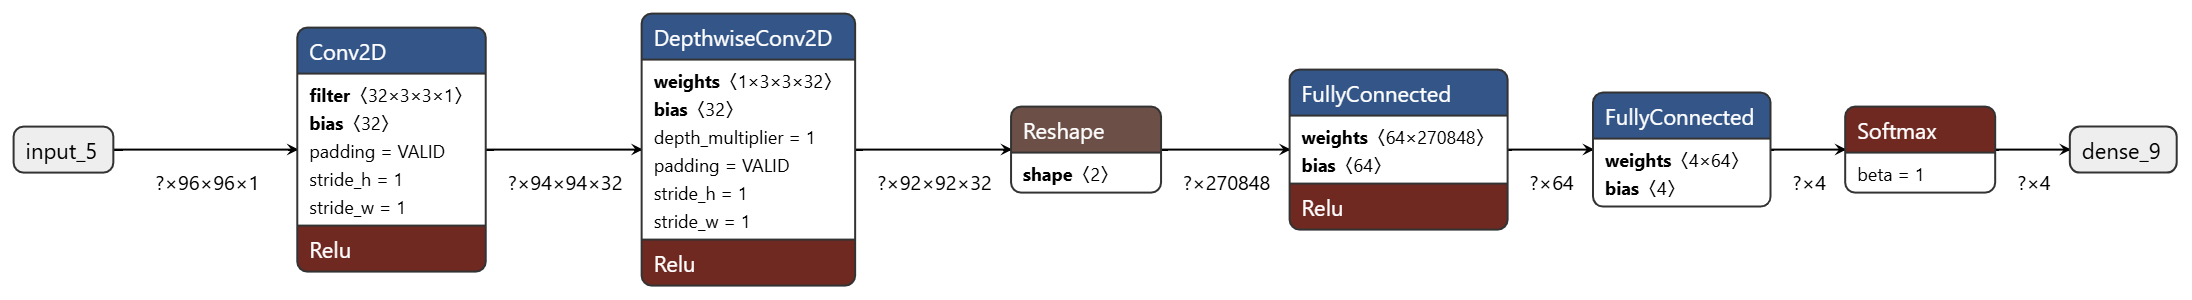 input_5
?×96×96×1
Conv2D
filter 〈32×3×3×1〉
bias 〈32〉
padding = VALID
stride_h = 1
stride_w = 1
Relu
?×94×94×32
DepthwiseConv2D
weights 〈1×3×3×32〉
bias 〈32〉
depth_multiplier = 1
padding = VALID
stride_h = 1
stride_w = 1
Relu
?×92×92×32
Reshape
shape 〈2〉
?×270848
FullyConnected
weights 〈64×270848〉
bias 〈64〉
Relu
?×64
FullyConnected
weights 〈4×64〉
bias 〈4〉
?×4
Softmax
beta = 1
?×4
dense_9